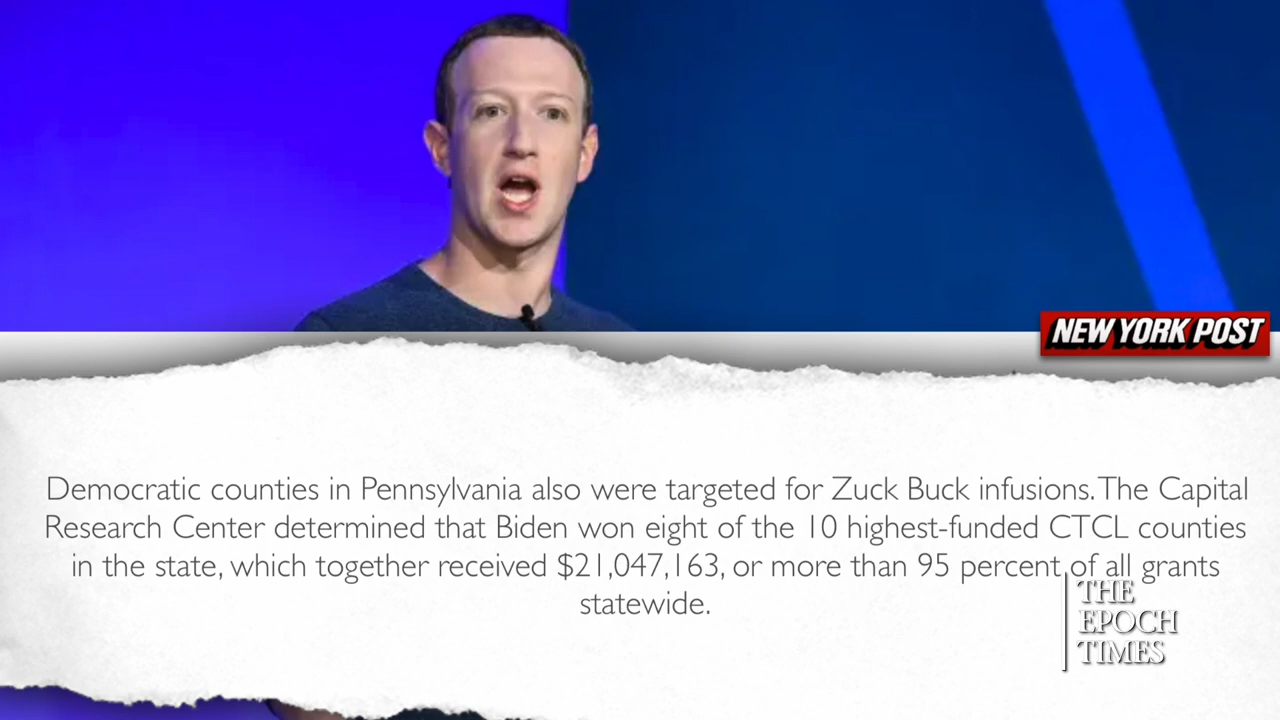 NEW YORK POST
Democratic counties in Pennsylvania also were targeted for Zuck Buck infusions. The Capital
Research Center determined that Biden won eight of the 10 highest-funded CTCL counties
in the state, which together received $21,047,163, or more than 95 percent of all grants
statewide.
THE
EPOCH
TIMES